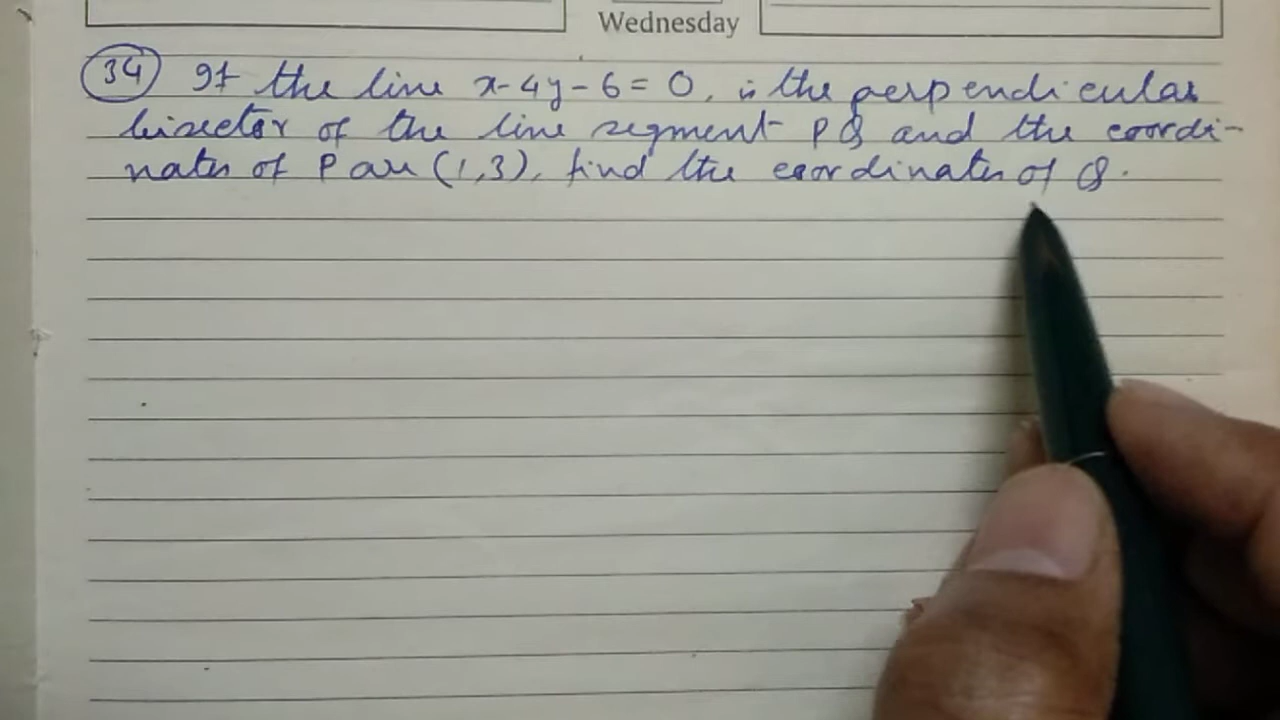 Wednesday
34 If the line x-4y-6=0, is the perpendicular
bisector of the line segment PQ and the coordi-
nates of P are (1,3), find the coordinates of Q.